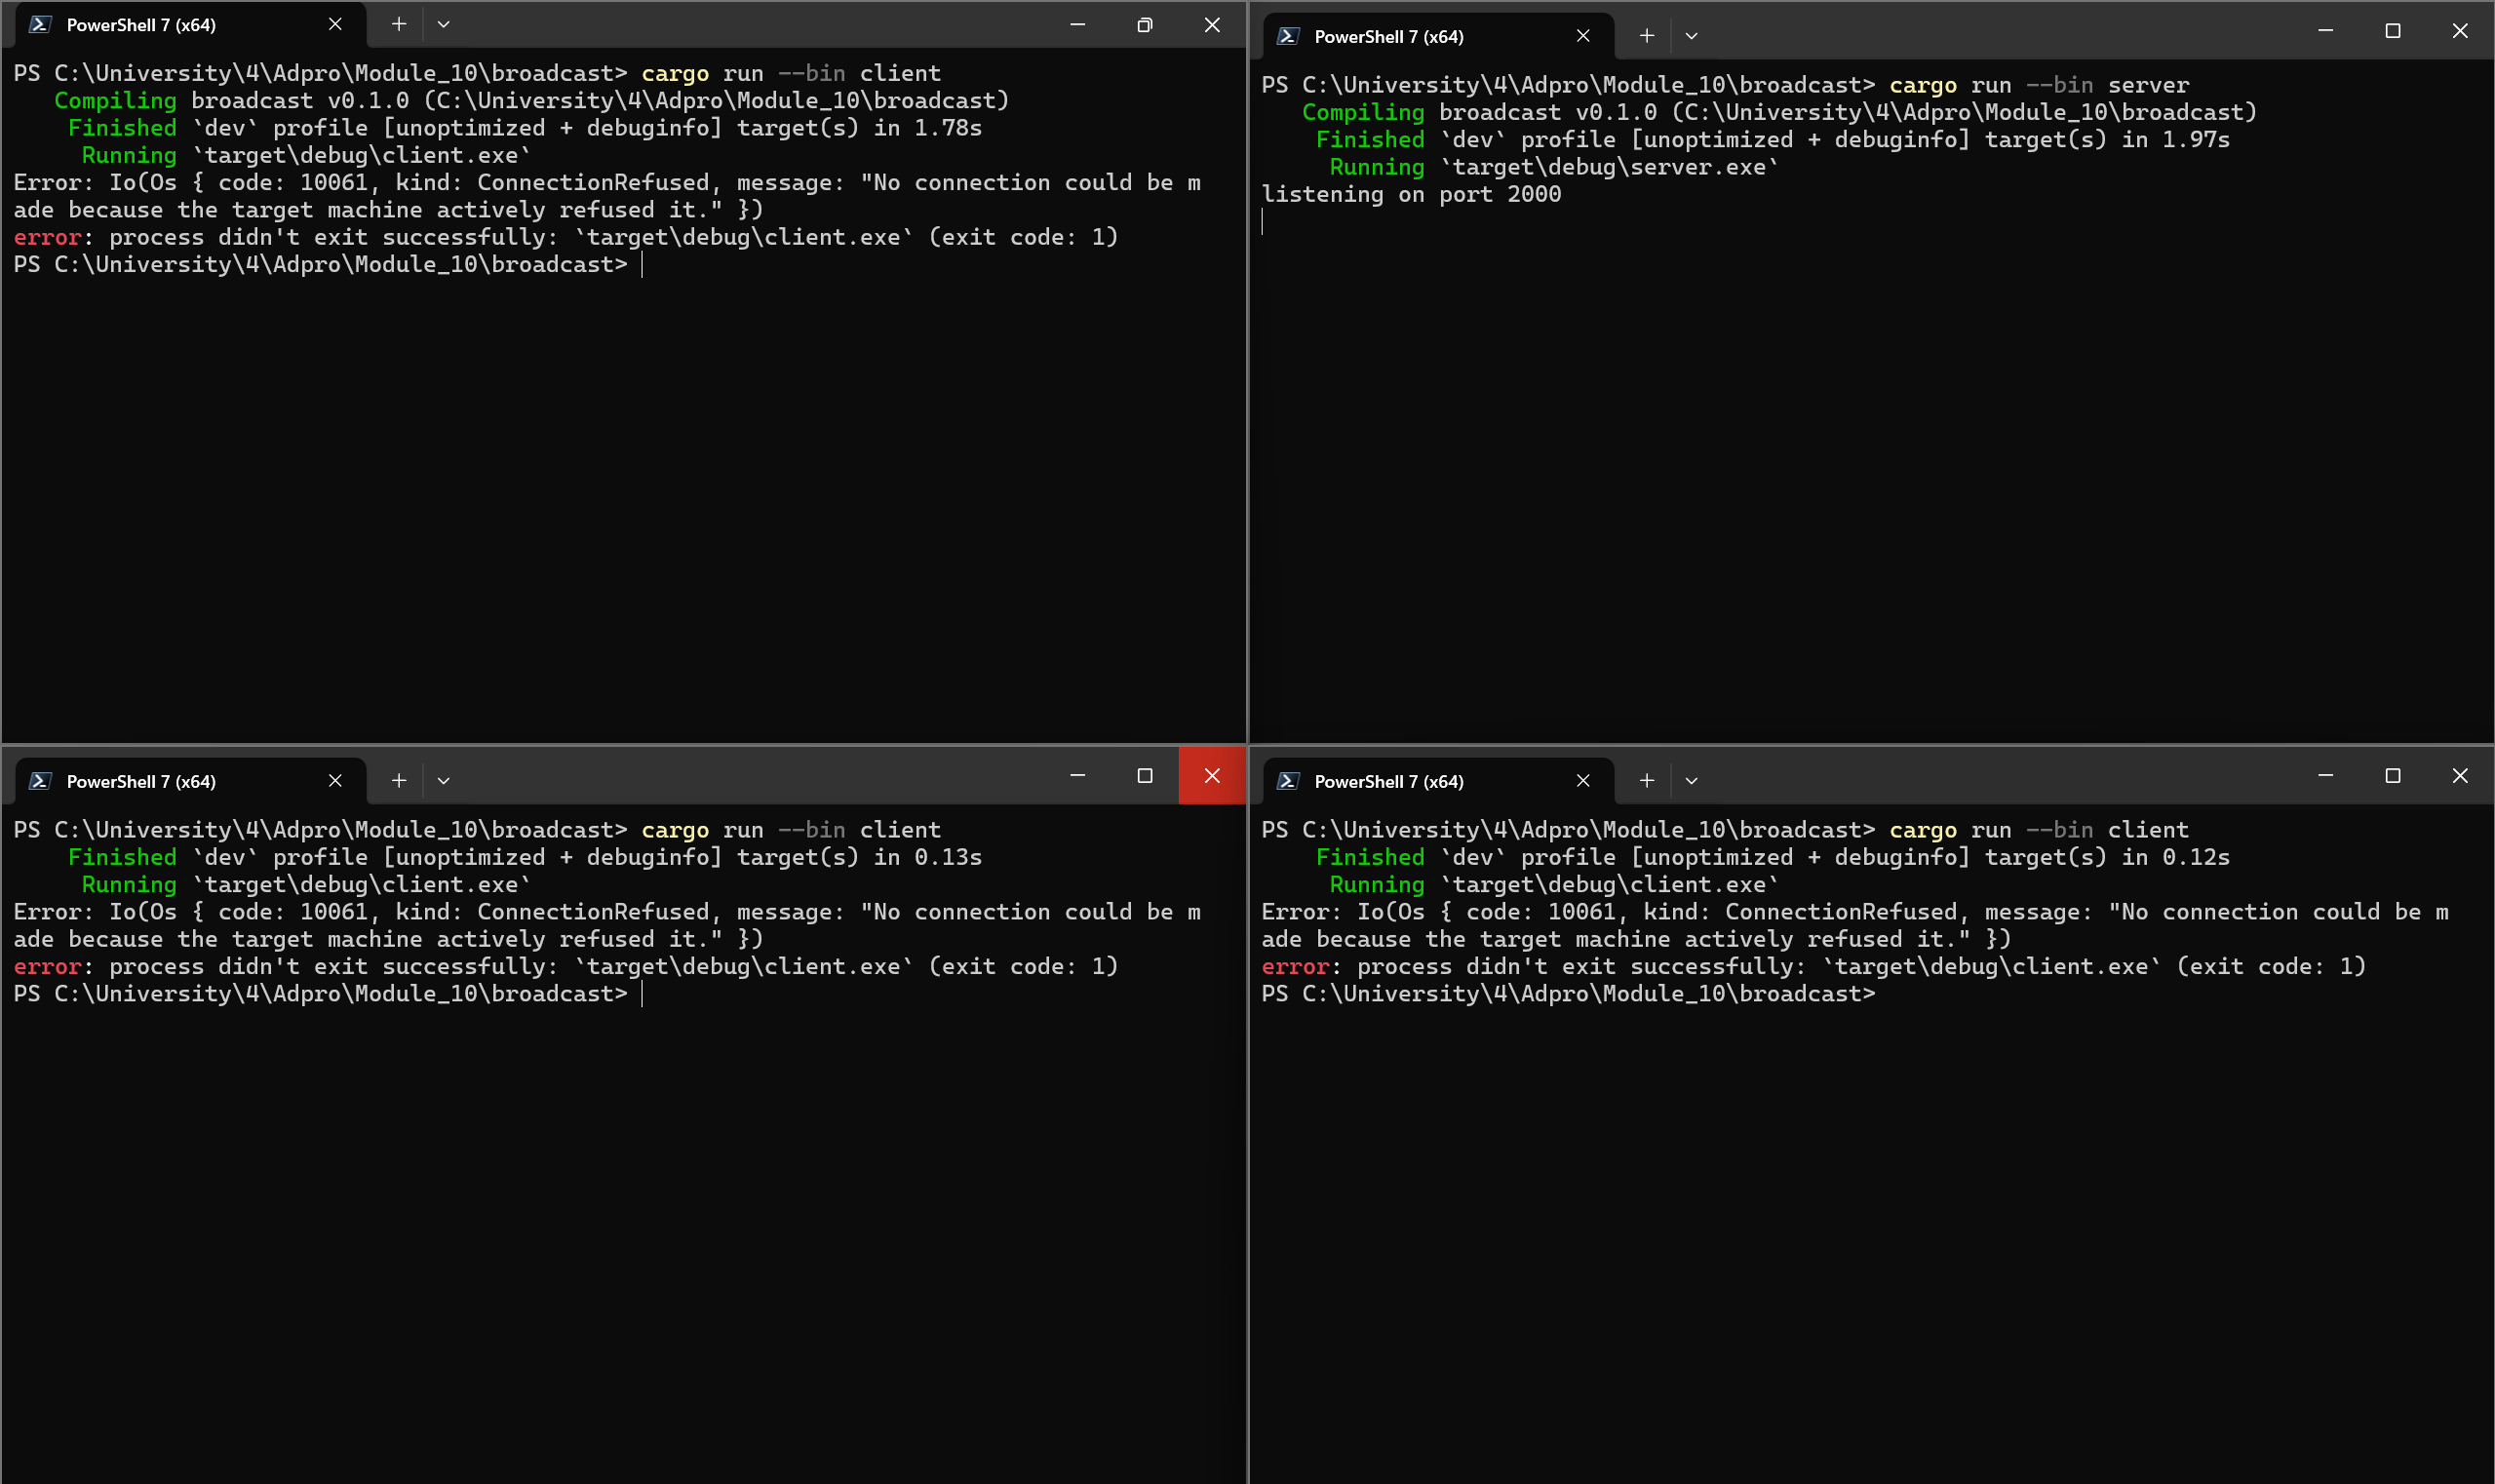 PowerShell 7 (x64)
PS C:\University\4\Adpro\Module_10\broadcast> cargo run --bin client
Compiling broadcast v0.1.0 (C:\University\4\Adpro\Module_10\broadcast)
Finished `dev` profile [unoptimized + debuginfo] target(s) in 1.78s
Running `target\debug\client.exe`
Error: Io(Os { code: 10061, kind: ConnectionRefused, message: "No connection could be m
ade because the target machine actively refused it." })
error: process didn't exit successfully: `target\debug\client.exe` (exit code: 1)
PS C:\University\4\Adpro\Module_10\broadcast>
PowerShell 7 (x64)
PS C:\University\4\Adpro\Module_10\broadcast> cargo run --bin server
Compiling broadcast v0.1.0 (C:\University\4\Adpro\Module_10\broadcast)
Finished `dev` profile [unoptimized + debuginfo] target(s) in 1.97s
Running `target\debug\server.exe`
listening on port 2000
PowerShell 7 (x64)
PS C:\University\4\Adpro\Module_10\broadcast> cargo run --bin client
Finished `dev` profile [unoptimized + debuginfo] target(s) in 0.13s
Running `target\debug\client.exe`
Error: Io(Os { code: 10061, kind: ConnectionRefused, message: "No connection could be m
ade because the target machine actively refused it." })
error: process didn't exit successfully: `target\debug\client.exe` (exit code: 1)
PS C:\University\4\Adpro\Module_10\broadcast>
PowerShell 7 (x64)
PS C:\University\4\Adpro\Module_10\broadcast> cargo run --bin client
Finished `dev` profile [unoptimized + debuginfo] target(s) in 0.12s
Running `target\debug\client.exe`
Error: Io(Os { code: 10061, kind: ConnectionRefused, message: "No connection could be m
ade because the target machine actively refused it." })
error: process didn't exit successfully: `target\debug\client.exe` (exit code: 1)
PS C:\University\4\Adpro\Module_10\broadcast>